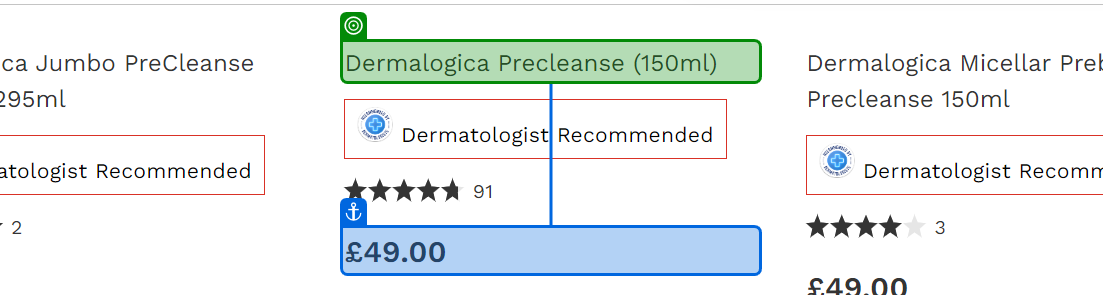 ca Jumbo PreCleanse
295ml
atologist Recommended
2
Dermalogica Precleanse (150ml)
Dermatologist Recommended
91
£49.00
Dermalogica Micellar Preb
Precleanse 150ml
Dermatologist Recomm
3
£49.00